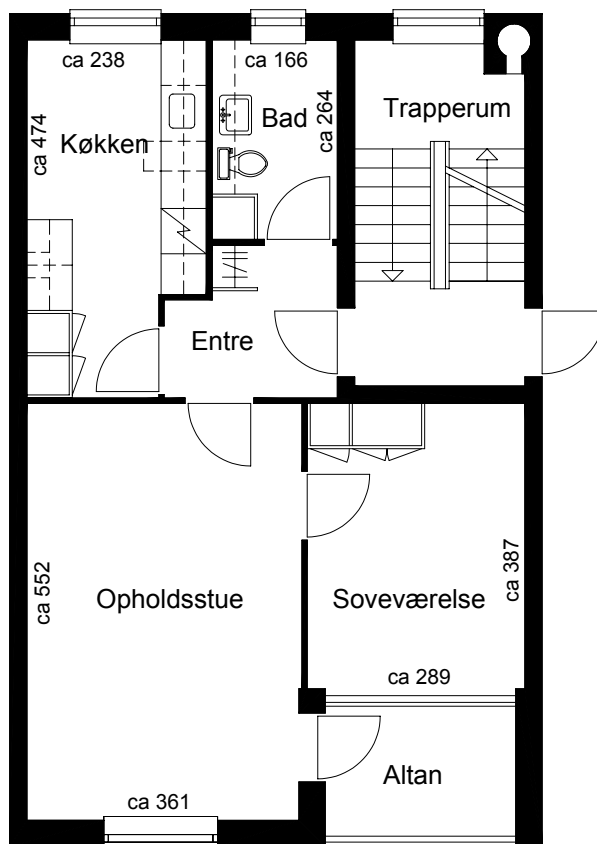 ca 238
ca 166
ca 474
Køkken
Bad
ca 264
Trapperum
Entre
ca 552
Opholdsstue
Soveværelse
ca 387
ca 289
Altan
ca 361